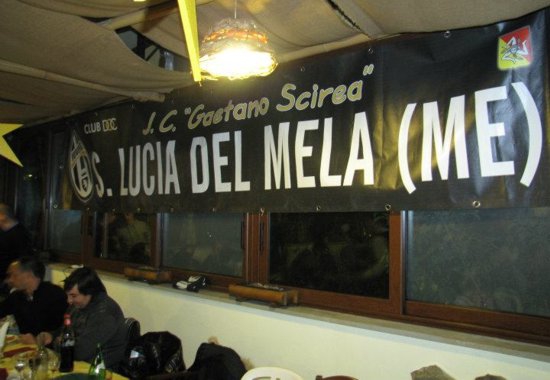 CLUB DOC
J.C. "Gaetano Scirea"
S. LUCIA DEL MELA (ME)